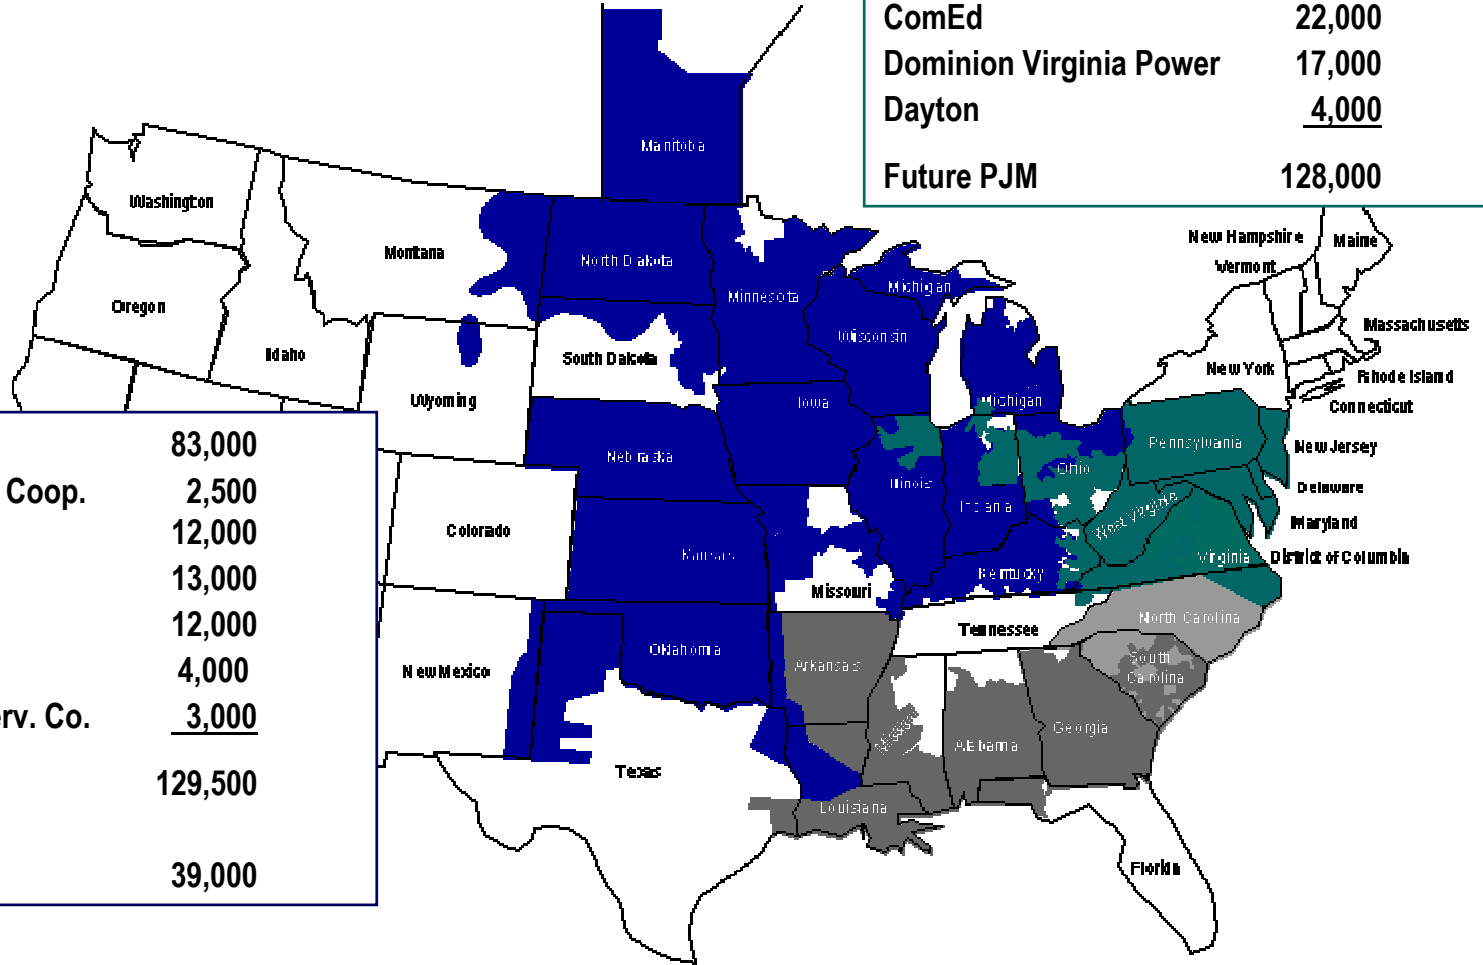 ComEd 22,000
Dominion Virginia Power 17,000
Dayton 4,000
Future PJM 128,000
Manitoba
Washington
Montana
North Dakota
Minnesota
Michigan
New Hampshire
Maine
Vermont
Oregon
Idaho
Wisconsin
Massachusetts
South Dakota
Wyoming
Iowa
Michigan
New York
Rhode Island
Connecticut
83,000
Coop. 2,500
12,000
13,000
12,000
4,000
erv. Co. 3,000
129,500
39,000
Nebraska
Pennsylvania
New Jersey
Ohio
Illinois
Indiana
Delaware
West Virginia
Maryland
Colorado
Kansas
Virginia
District of Columbia
Kentucky
Missouri
North Carolina
Tennessee
Oklahoma
New Mexico
Arkansas
South
Carolina
Georgia
Alabama
Texas
Louisiana
Florida